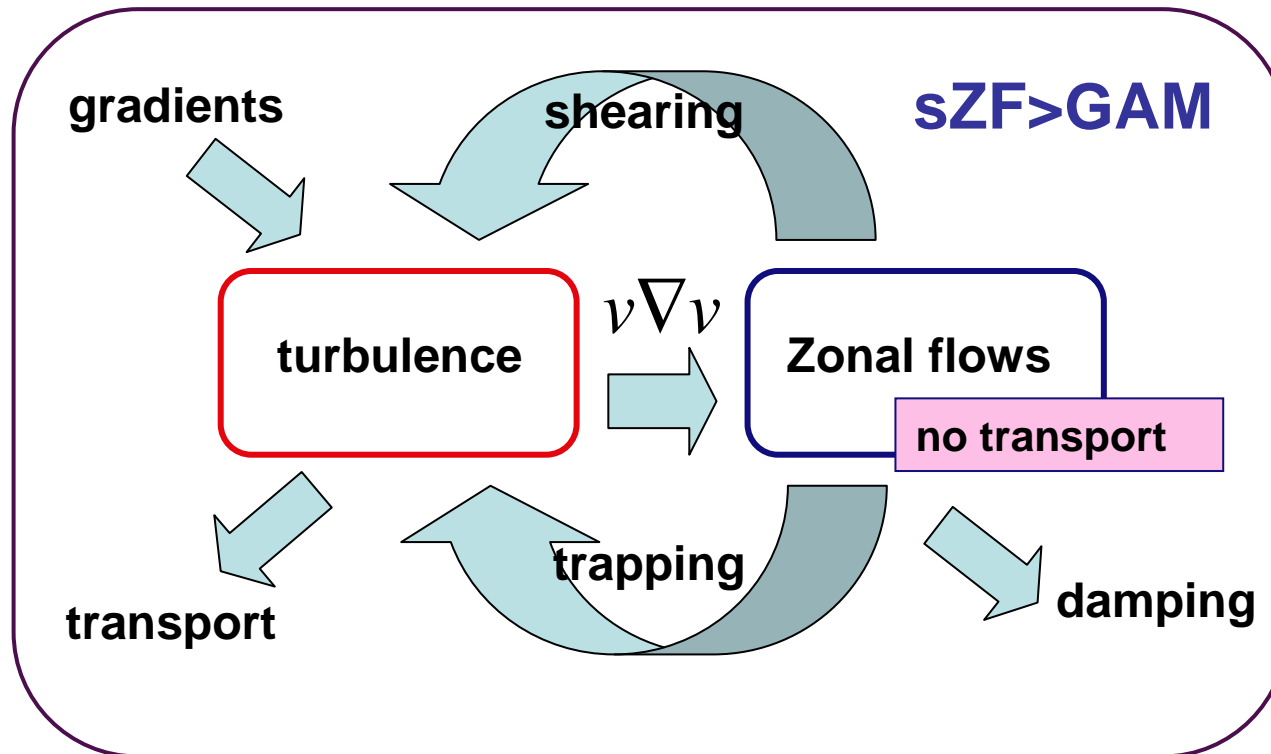 gradients
shearing
sZF>GAM
v∇v
turbulence
Zonal flows
no transport
trapping
transport
damping